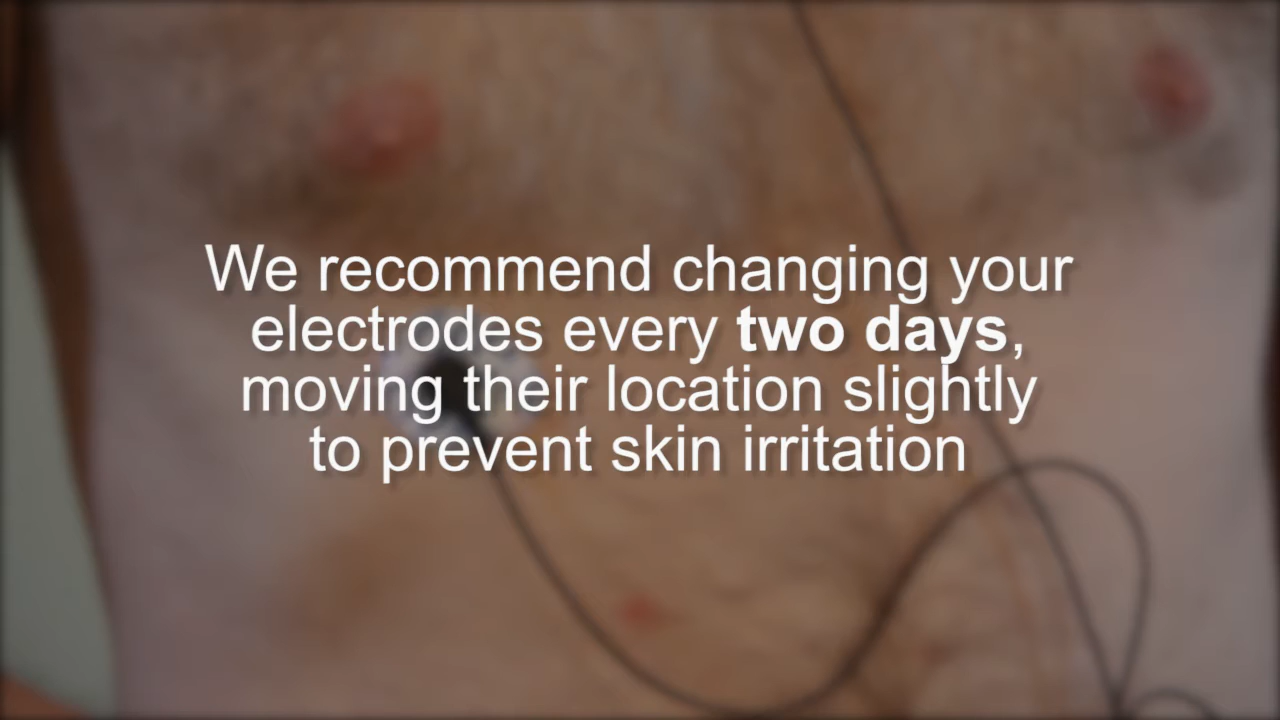 We recommend changing your
electrodes every two days,
moving their location slightly
to prevent skin irritation